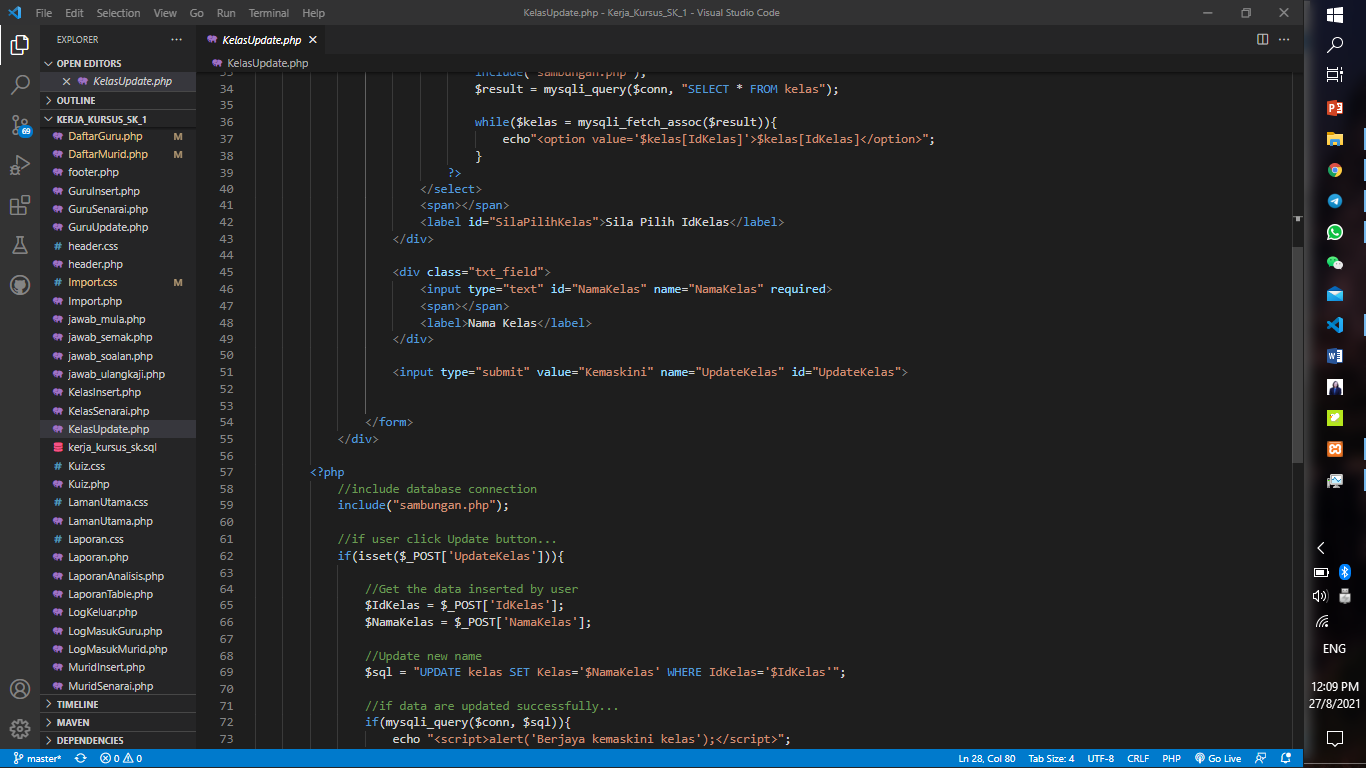 File Edit Selection View Go Run Terminal Help
KelasUpdate.php - Kerja_Kursus_SK_1 - Visual Studio Code
EXPLORER
OPEN EDITORS
KelasUpdate.php
OUTLINE
KERJA_KURSUS_SK_1
DaftarGuru.php M
DaftarMurid.php M
footer.php
GuruInsert.php
GuruSenarai.php
GuruUpdate.php
# header.css
header.php
# Import.css M
Import.php
jawab_mula.php
jawab_semak.php
jawab_soalan.php
jawab_ulangkaji.php
KelasInsert.php
KelasSenarai.php
KelasUpdate.php
kerja_kursus_sk.sql
# Kuiz.css
Kuiz.php
# LamanUtama.css
LamanUtama.php
# Laporan.css
Laporan.php
LaporanAnalisis.php
LaporanTable.php
LogKeluar.php
LogMasukGuru.php
LogMasukMurid.php
MuridInsert.php
MuridSenarai.php
TIMELINE
MAVEN
DEPENDENCIES
69
KelasUpdate.php
KelasUpdate.php
33 include("sambungan.php");
34 $result = mysqli_query($conn, "SELECT * FROM kelas");
35
36 while($kelas = mysqli_fetch_assoc($result)){
37 echo"<option value='$kelas[IdKelas]'>$kelas[IdKelas]</option>";
38 }
39 ?>
40 </select>
41 <span></span>
42 <label id="SilaPilihKelas">Sila Pilih IdKelas</label>
43 </div>
44
45 <div class="txt_field">
46 <input type="text" id="NamaKelas" name="NamaKelas" required>
47 <span></span>
48 <label>Nama Kelas</label>
49 </div>
50
51 <input type="submit" value="Kemaskini" name="UpdateKelas" id="UpdateKelas">
52
53
54 </form>
55 </div>
56
57 <?php
58 //include database connection
59 include("sambungan.php");
60
61 //if user click Update button...
62 if(isset($_POST['UpdateKelas'])){
63
64 //Get the data inserted by user
65 $IdKelas = $_POST['IdKelas'];
66 $NamaKelas = $_POST['NamaKelas'];
67
68 //Update new name
69 $sql = "UPDATE kelas SET Kelas='$NamaKelas' WHERE IdKelas='$IdKelas'";
70
71 //if data are updated successfully...
72 if(mysqli_query($conn, $sql)){
73 echo "<script>alert('Berjaya kemaskini kelas');</script>";
master* 0 0
Ln 28, Col 80 Tab Size: 4 UTF-8 CRLF PHP Go Live
ENG
12:09 PM
27/8/2021